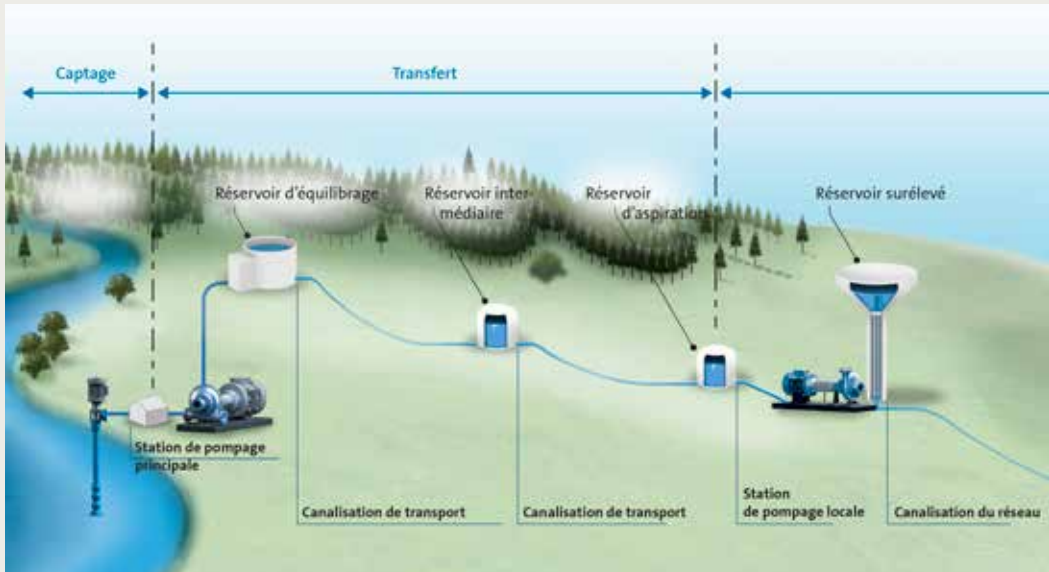 Captage
Transfert
Réservoir d'équilibrage
Réservoir inter-
médiaire
Réservoir
d'aspiration
Réservoir surélevé
Station de pompage
principale
Canalisation de transport
Canalisation de transport
Station
de pompage locale
Canalisation du réseau